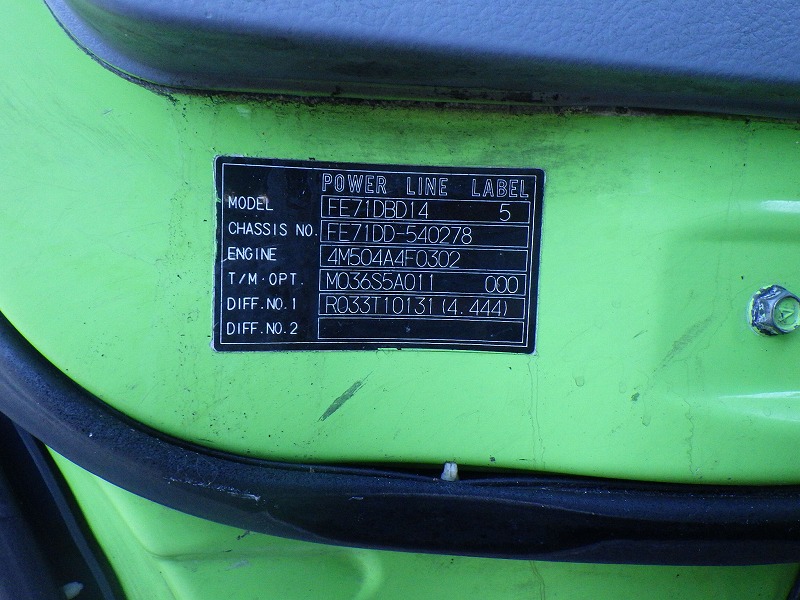 POWER LINE LABEL
MODEL FE71DBD14 5
CHASSIS NO. FE71DD-540278
ENGINE 4M504A4F0302
T/M·OPT. M036S5A011 000
DIFF.NO.1 R033T10131(4.444)
DIFF.NO.2